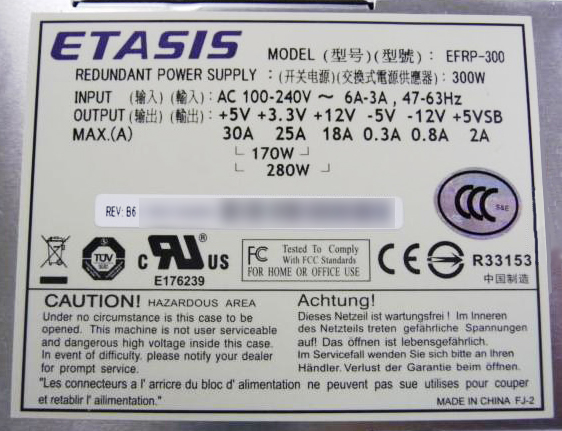 ETASIS
MODEL (型号)(型號): EFRP-300
REDUNDANT POWER SUPPLY : (开关电源)(交換式電源供應器): 300W
INPUT (输入) (輸入) : AC 100-240V ~ 6A-3A , 47-63Hz
OUTPUT (输出) (輸出) : +5V +3.3V +12V -5V -12V +5VSB
MAX.(A) 30A 25A 18A 0.3A 0.8A 2A
170W
280W
REV: B6
CCC S&E
TÜV
c RU ® US
E176239
FC Tested To Comply
With FCC Standards
FOR HOME OR OFFICE USE
CE
R33153
中国制造
CAUTION! HAZARDOUS AREA
Under no circumstance is this case to be
opened. This machine is not user serviceable
and dangerous high voltage inside this case.
In event of difficulty. please notify your dealer
for prompt service.
Achtung!
Dieses Netzeil ist wartungsfrei ! Im Inneren
des Netzteils treten gefährliche Spannungen
auf! Das öffnen ist lebensgefährlich.
Im Servicefall wenden Sie sich bitte an Ihren
Händler. Verlust der Garantie beim öffnen.
"Les connecteurs a l' arricre du bloc d' alimentation ne peuvent pas sue utilises pour couper
et retablir l' ailimentation. MADE IN CHINA FJ-2